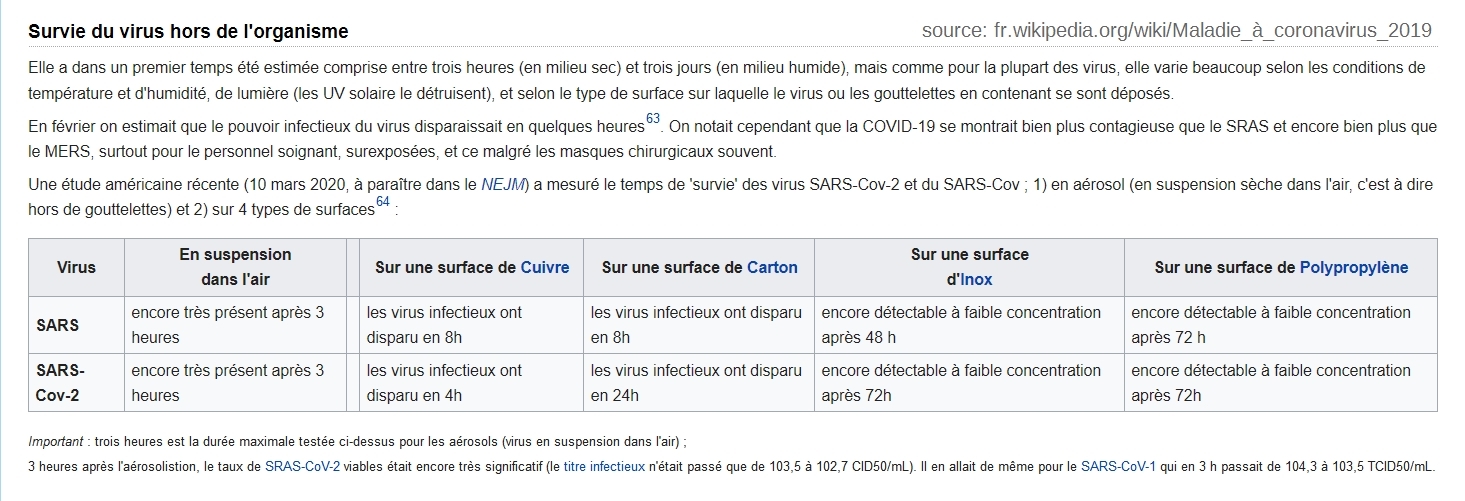 Survie du virus hors de l'organisme
source: fr.wikipedia.org/wiki/Maladie_à_coronavirus_2019
Elle a dans un premier temps été estimée comprise entre trois heures (en milieu sec) et trois jours (en milieu humide), mais comme pour la plupart des virus, elle varie beaucoup selon les conditions de
température et d'humidité, de lumière (les UV solaire le détruisent), et selon le type de surface sur laquelle le virus ou les gouttelettes en contenant se sont déposés.
En février on estimait que le pouvoir infectieux du virus disparaissait en quelques heures63. On notait cependant que la COVID-19 se montrait bien plus contagieuse que le SRAS et encore bien plus que
le MERS, surtout pour le personnel soignant, surexposées, et ce malgré les masques chirurgicaux souvent.
Une étude américaine récente (10 mars 2020, à paraître dans le NEJM) a mesuré le temps de 'survie' des virus SARS-Cov-2 et du SARS-Cov ; 1) en aérosol (en suspension sèche dans l'air, c'est à dire
hors de gouttelettes) et 2) sur 4 types de surfaces64 :
Virus
En suspension
dans l'air
Sur une surface de Cuivre
Sur une surface de Carton
Sur une surface
d'Inox
Sur une surface de Polypropylène
SARS
encore très présent après 3
heures
les virus infectieux ont
disparu en 8h
les virus infectieux ont disparu
en 8h
encore détectable à faible concentration
après 48 h
encore détectable à faible concentration
après 72 h
SARS-
Cov-2
encore très présent après 3
heures
les virus infectieux ont
disparu en 4h
les virus infectieux ont disparu
en 24h
encore détectable à faible concentration
après 72h
encore détectable à faible concentration
après 72h
Important : trois heures est la durée maximale testée ci-dessus pour les aérosols (virus en suspension dans l'air) ;
3 heures après l'aérosolistion, le taux de SRAS-CoV-2 viables était encore très significatif (le titre infectieux n'était passé que de 103,5 à 102,7 CID50/mL). Il en allait de même pour le SARS-CoV-1 qui en 3 h passait de 104,3 à 103,5 TCID50/mL.